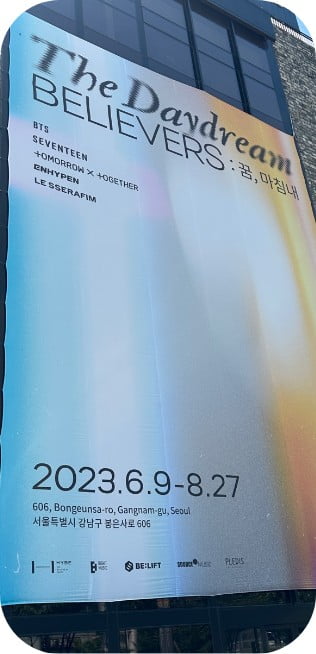 The Daydream
BELIEVERS : 꿈, 마침내
BTS
SEVENTEEN
TOMORROW X TOGETHER
ENHYPEN
LE SSERAFIM
2023.6.9-8.27
606, Bongeunsa-ro, Gangnam-gu, Seoul
서울특별시 강남구 봉은사로 606
BE:LIFT PLEDIS